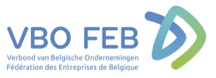 VBO FEB
Verbond van Belgische Ondernemingen
Fédération des Entreprises de Belgique